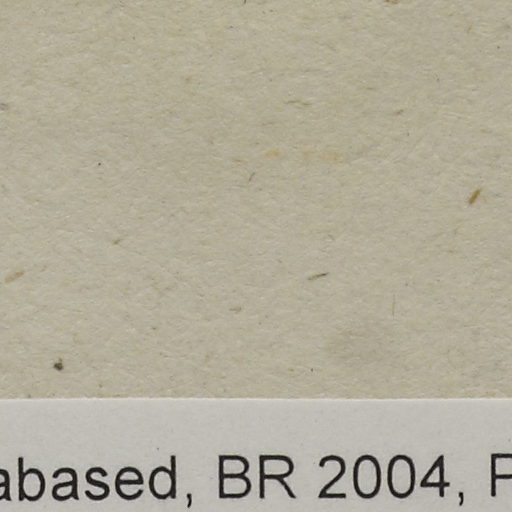 abased, BR 2004, P